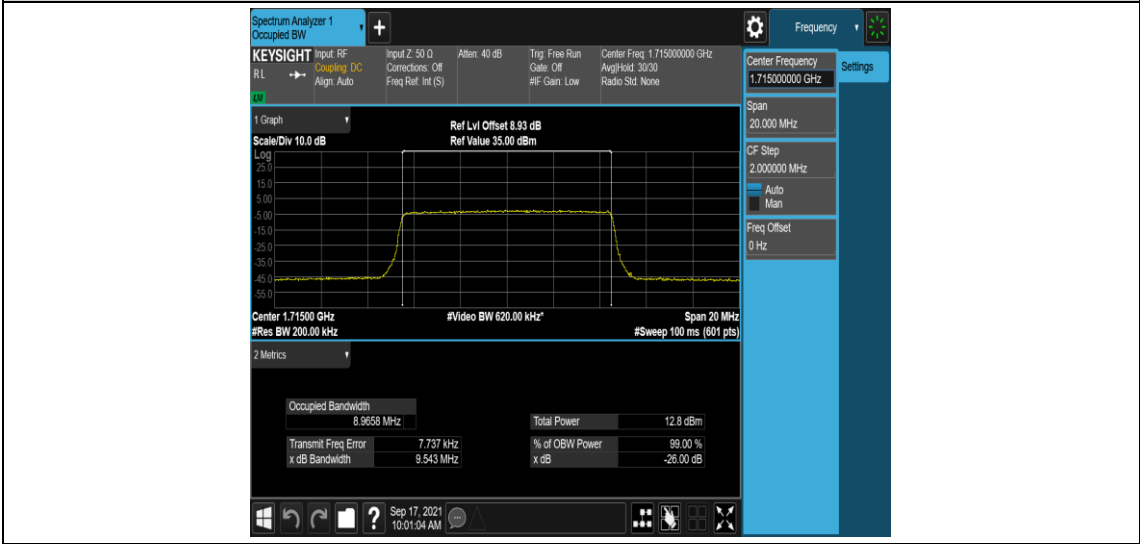 Spectrum Analyzer 1
Occupied BW
+
Frequency
KEYSIGHT
RL
LNI
Input: RF
Coupling: DC
Align: Auto
Input Z: 50 Ω
Corrections: Off
Freq Ref: Int (S)
Atten: 40 dB
Trig: Free Run
Gate: Off
#IF Gain: Low
Center Freq: 1.715000000 GHz
Avg|Hold: 30/30
Radio Std: None
Center Frequency
1.715000000 GHz
Settings
Span
20.000 MHz
CF Step
2.000000 MHz
Auto
Man
Freq Offset
0 Hz
1 Graph
Scale/Div 10.0 dB
Ref Lvl Offset 8.93 dB
Ref Value 35.00 dBm
Log
25.0
15.0
5.00
-5.00
-15.0
-25.0
-35.0
-45.0
-55.0
Center 1.71500 GHz
#Res BW 200.00 kHz
#Video BW 620.00 kHz*
Span 20 MHz
#Sweep 100 ms (601 pts)
2 Metrics
Occupied Bandwidth
8.9658 MHz
Total Power 12.8 dBm
Transmit Freq Error 7.737 kHz
% of OBW Power 99.00 %
x dB Bandwidth 9.543 MHz
x dB -26.00 dB
?
Sep 17, 2021
10:01:04 AM